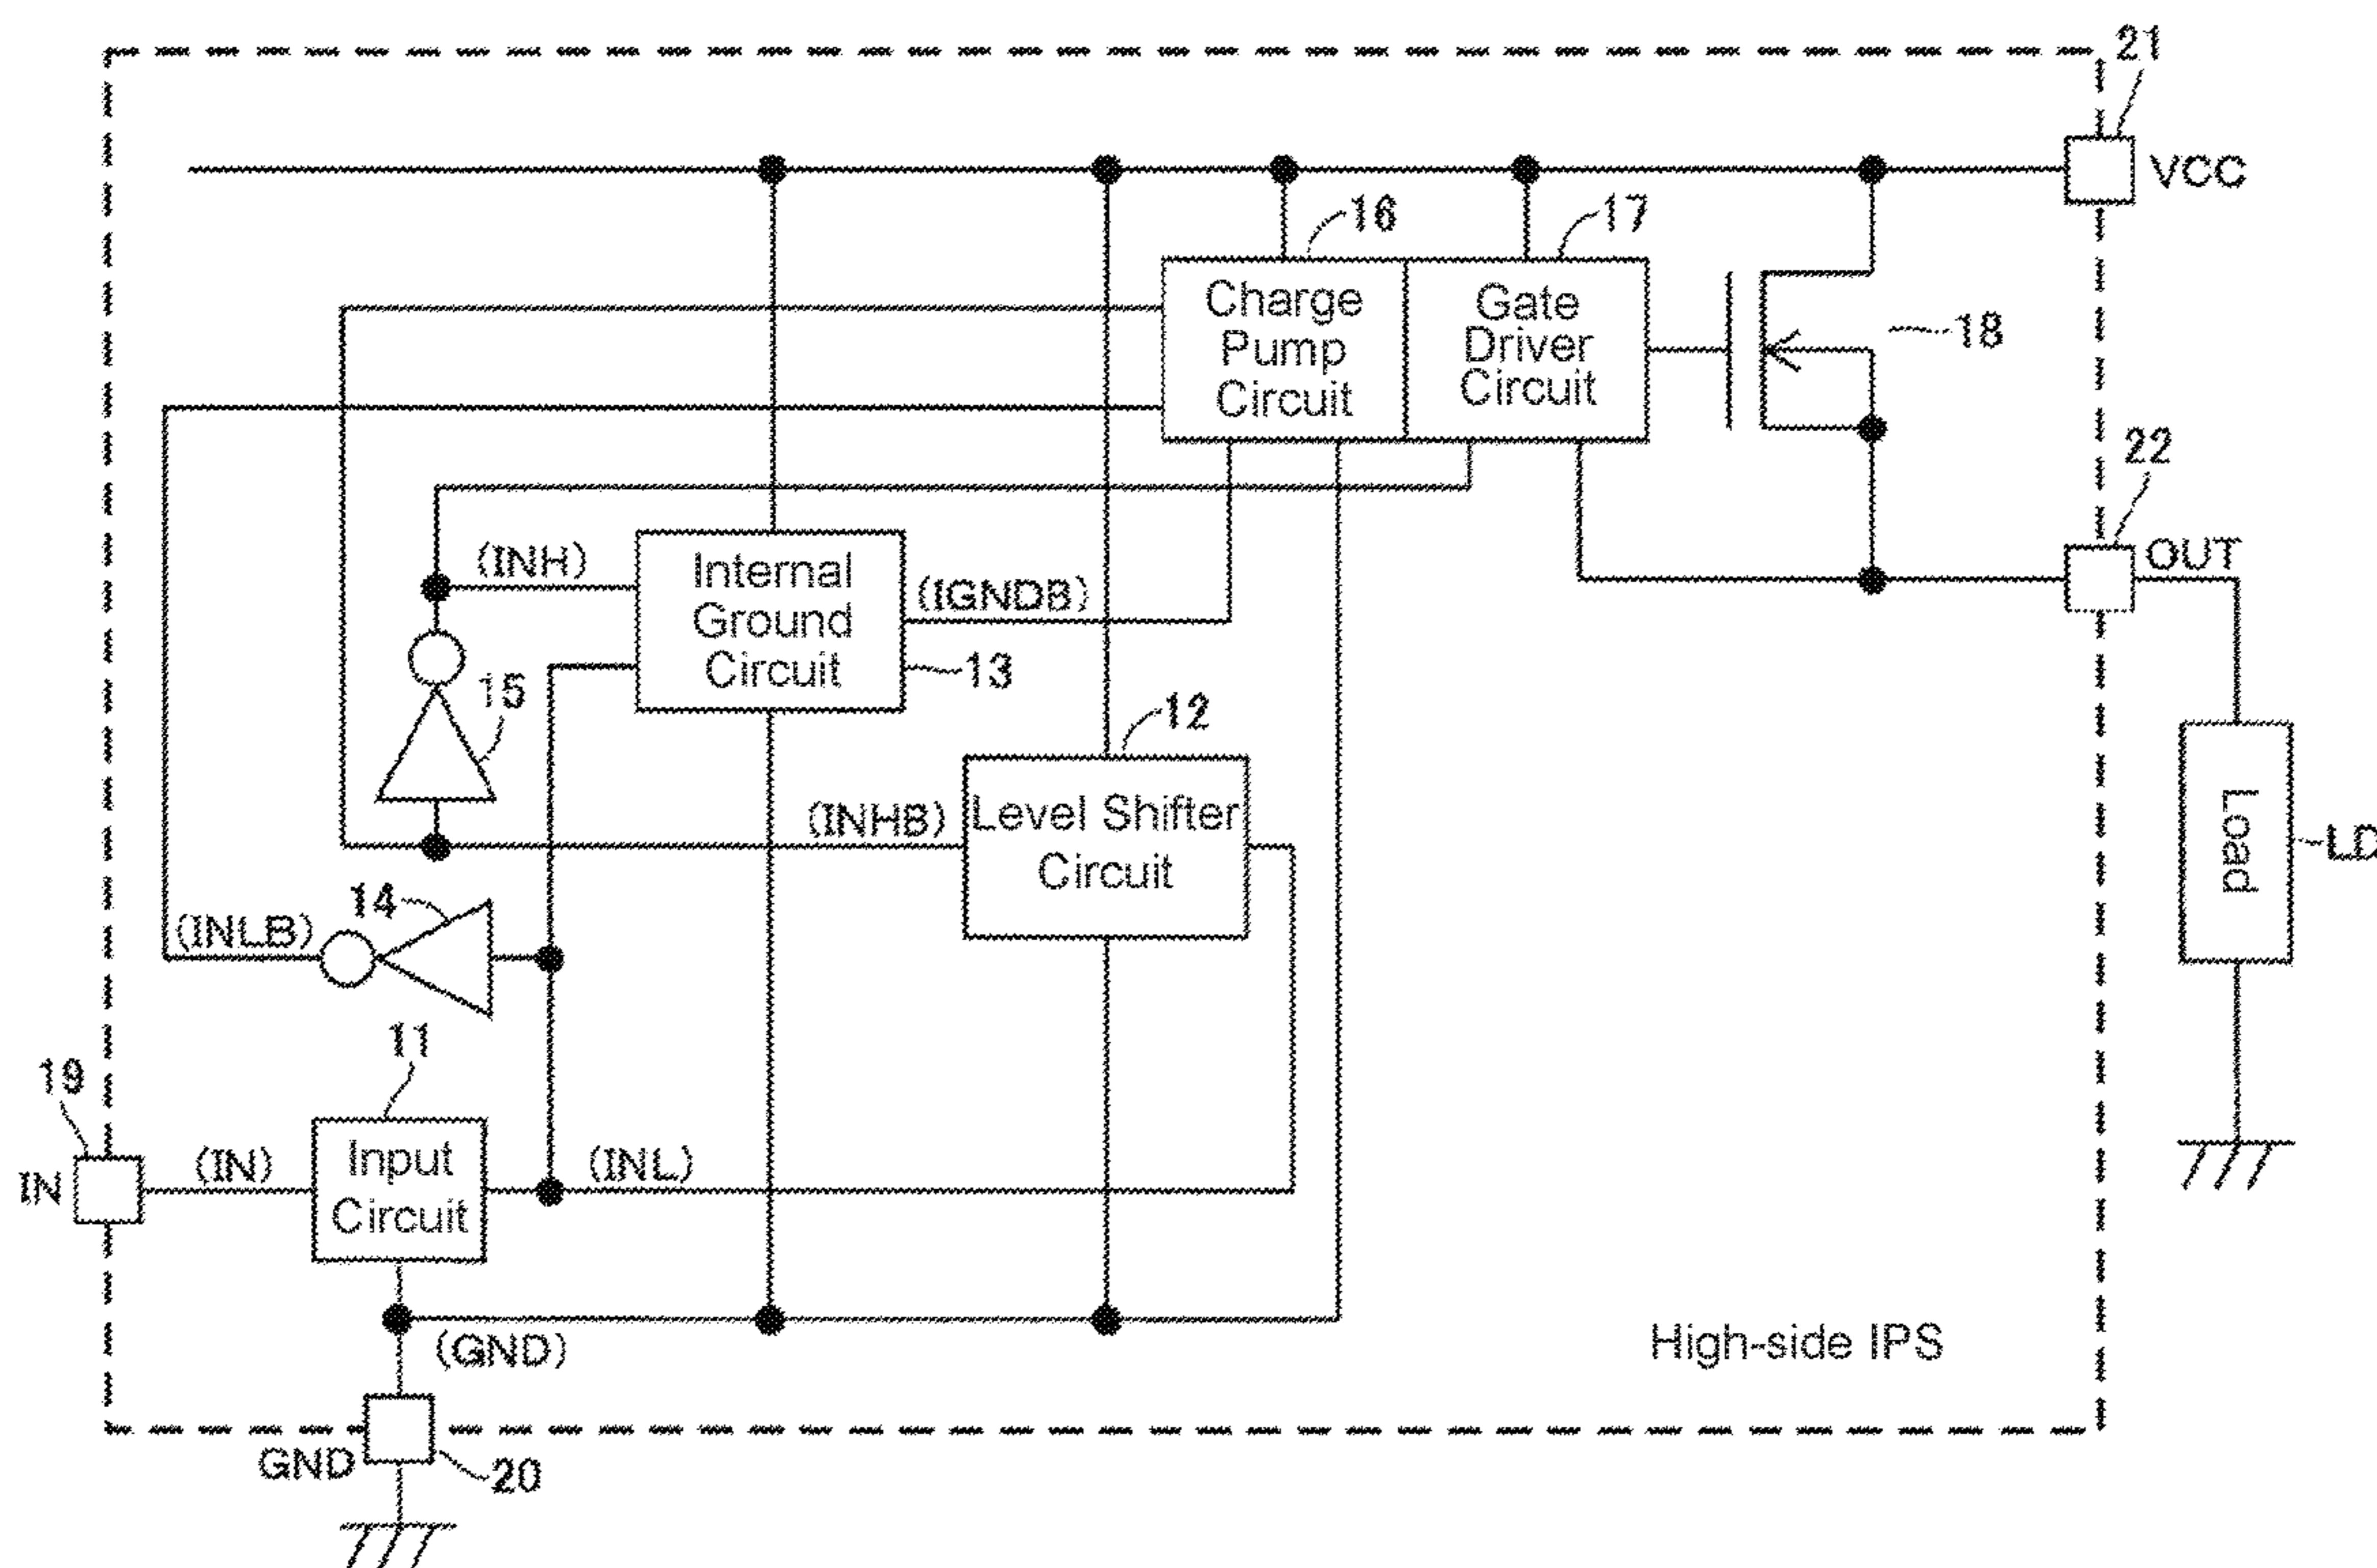 21
VCC
16
17
Charge
Pump
Circuit
Gate
Driver
Circuit
18
22
OUT
(INH)
Internal
Ground
Circuit
(IGNDB)
13
15
12
(INHB)
Level Shifter
Circuit
Load
LD
14
(INLB)
11
19
IN
(IN)
Input
Circuit
(INL)
(GND)
High-side IPS
GND
20